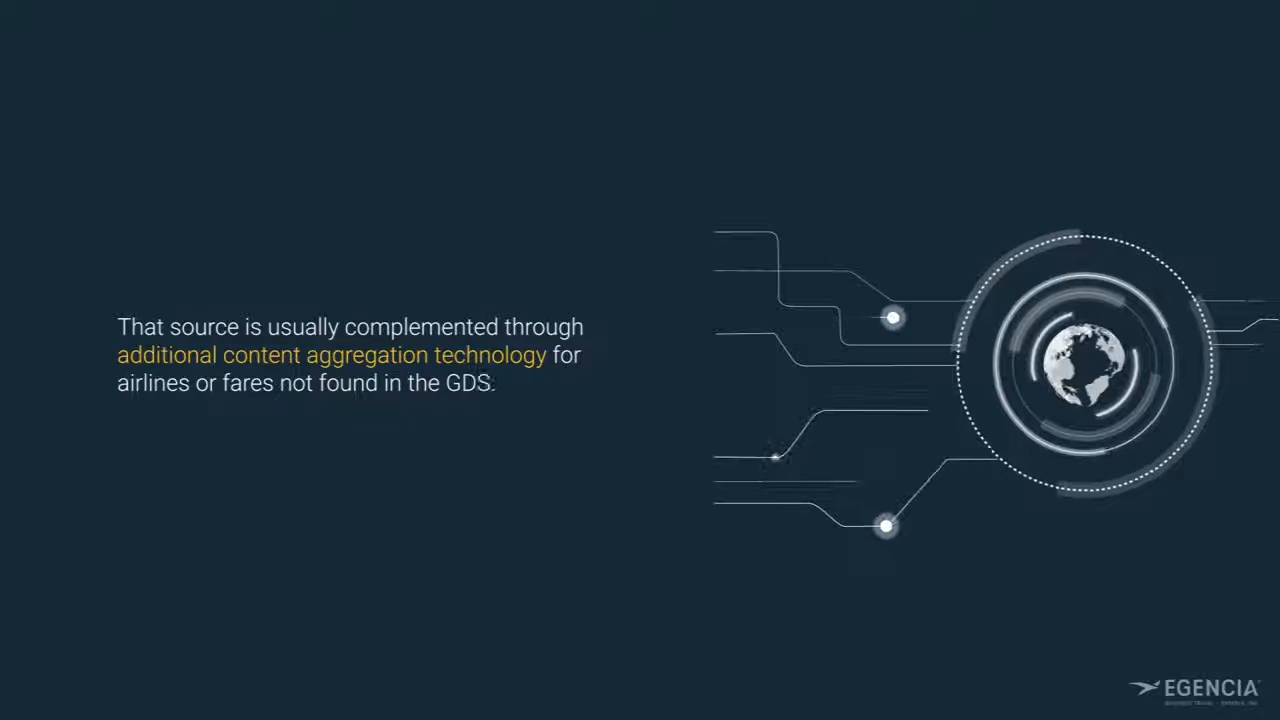 That source is usually complemented through
additional content aggregation technology for
airlines or fares not found in the GDS.
EGENCIA